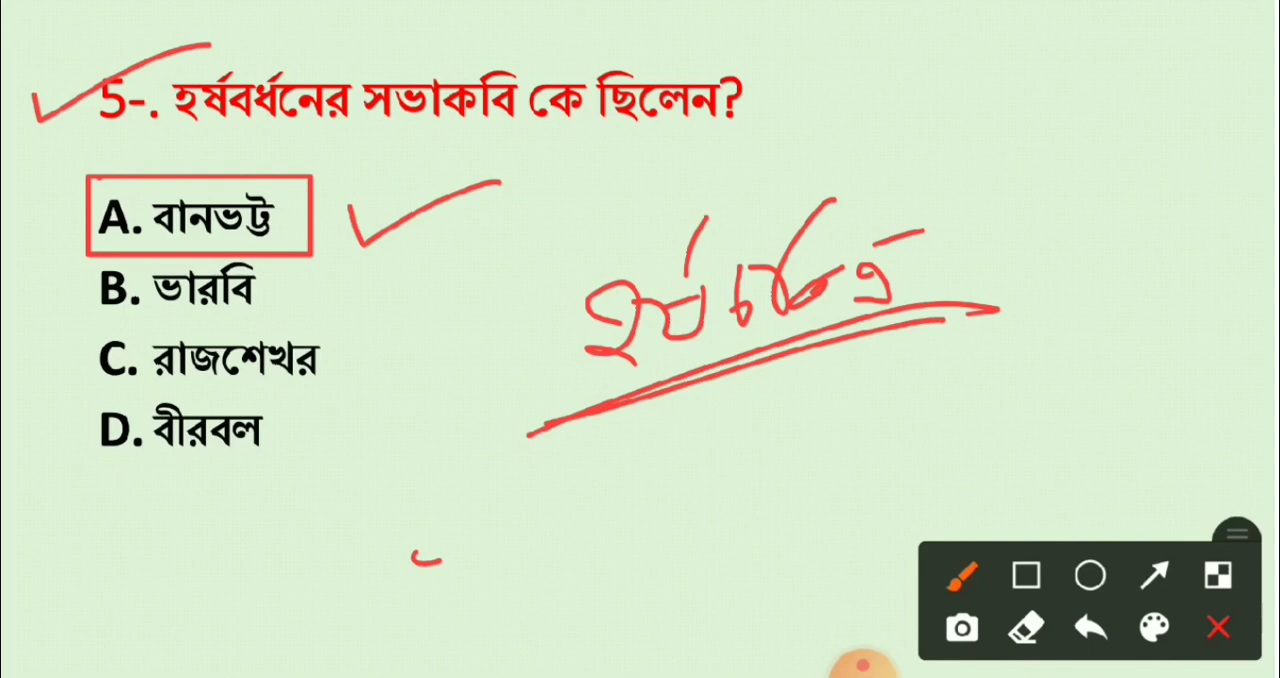 5-. হর্ষবর্ধনের সভাকবি কে ছিলেন?
A. বানভট্ট
হর্ষচরিত
B. ভারবি
C. রাজশেখর
D. বীরবল